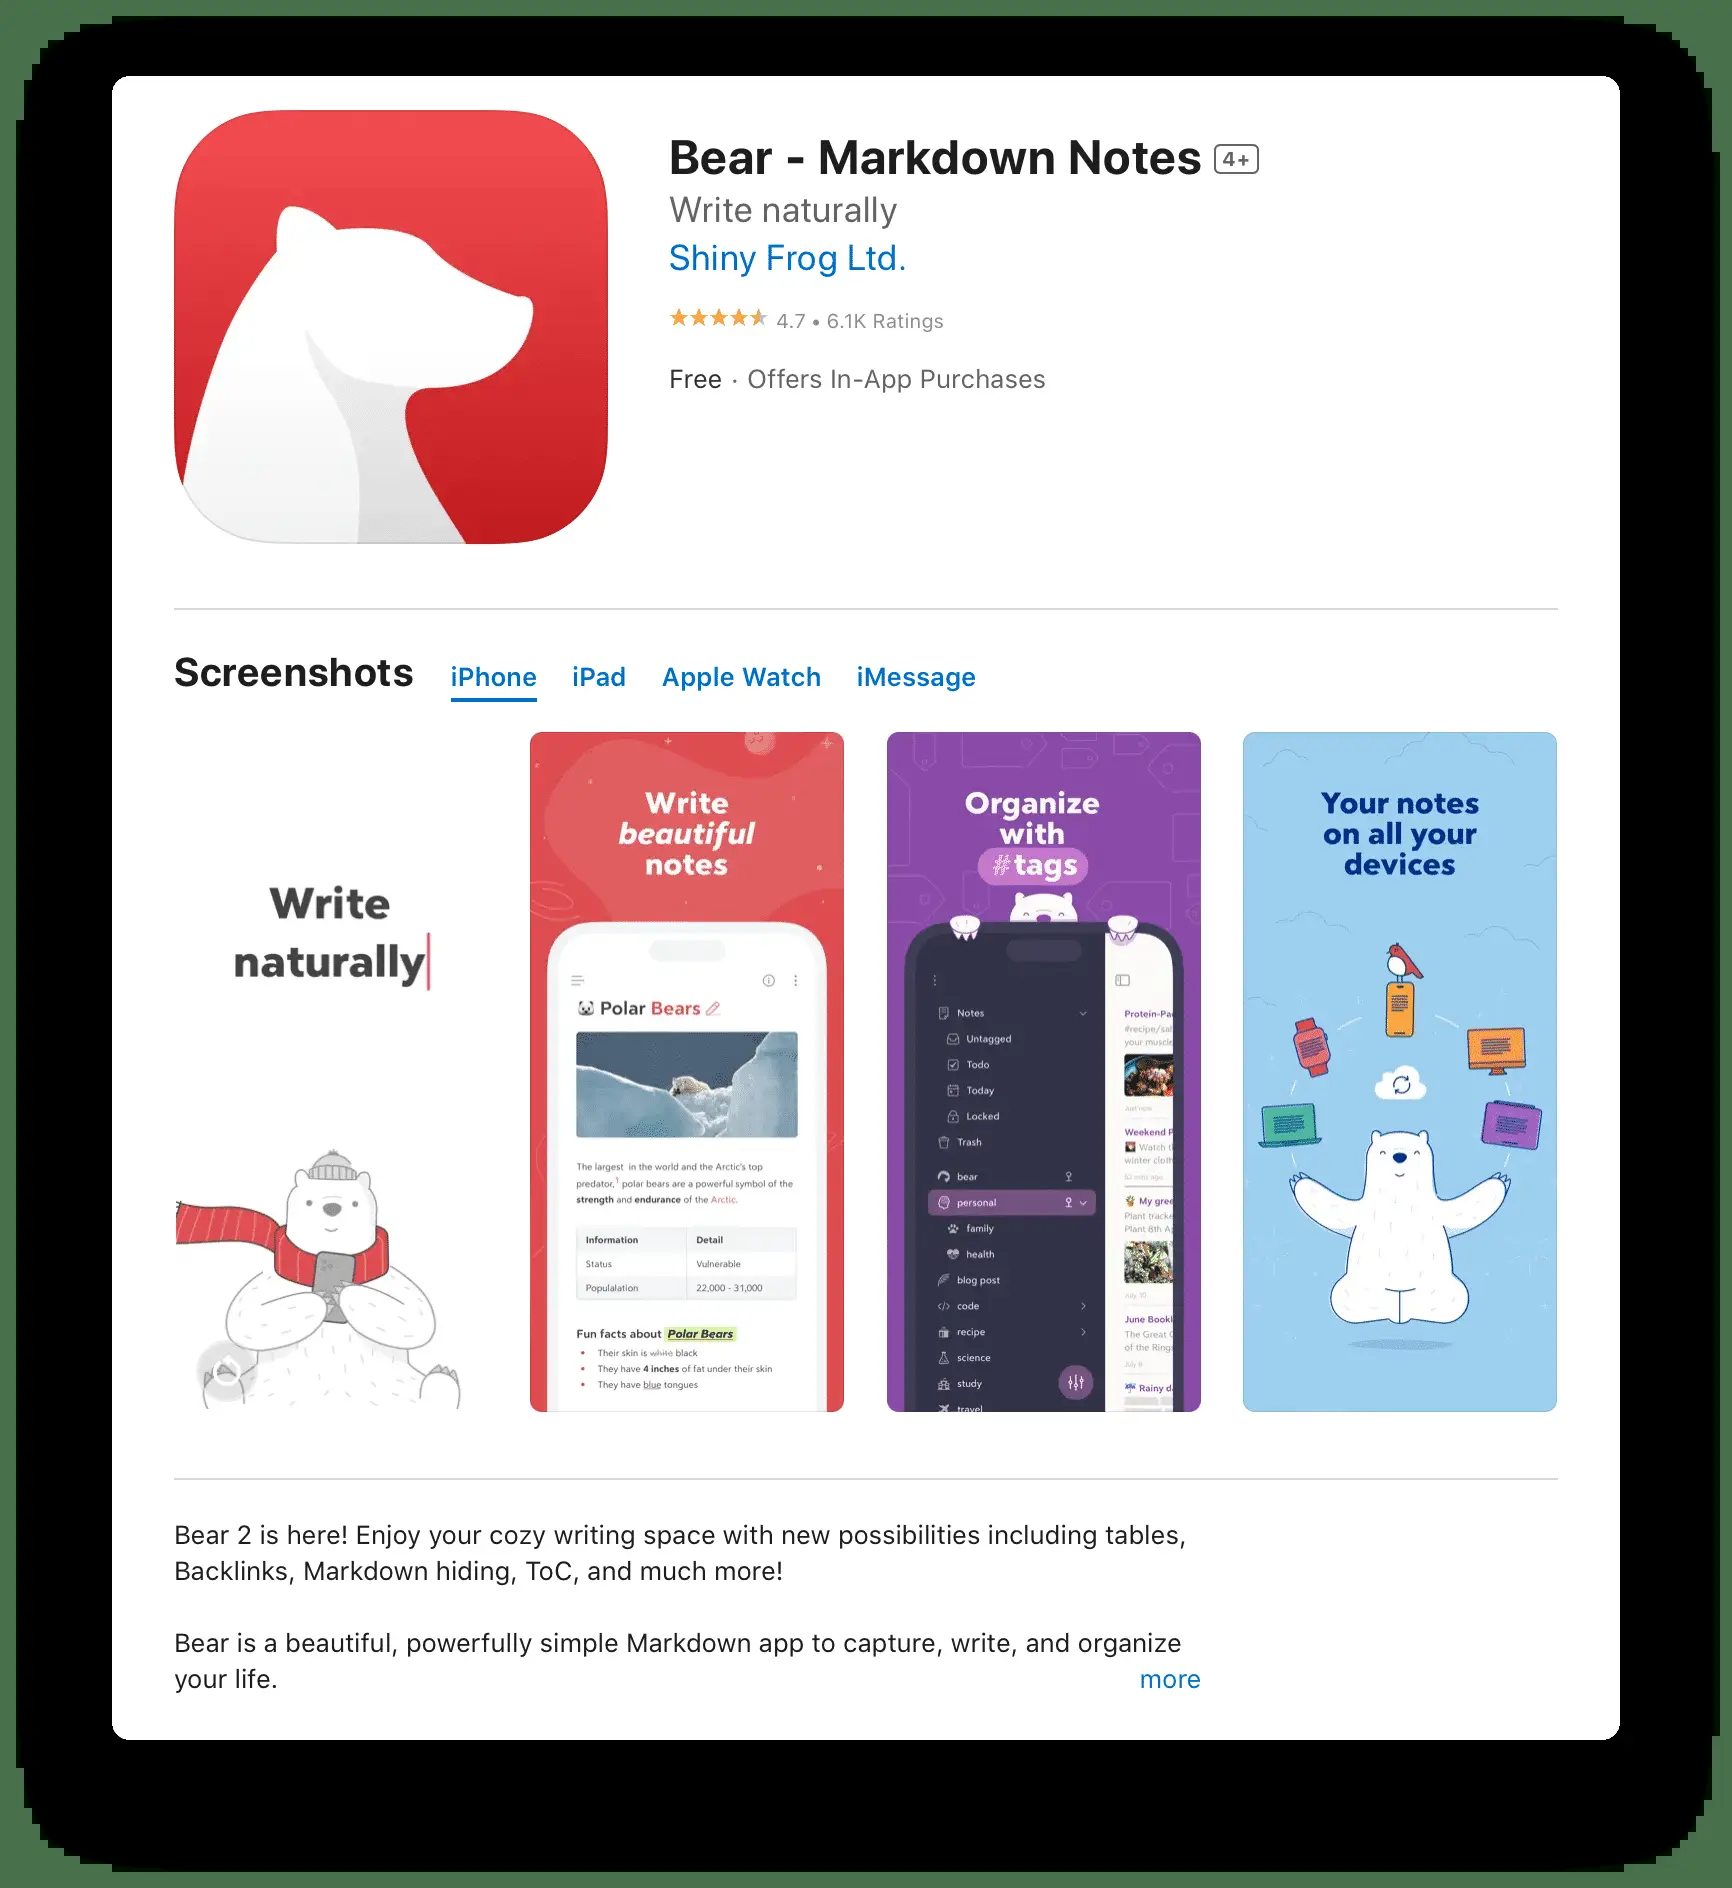 Bear - Markdown Notes 4+
Write naturally
Shiny Frog Ltd.
4.7 • 6.1K Ratings
Free · Offers In-App Purchases
Screenshots iPhone iPad Apple Watch iMessage
Write
naturally
Write
beautiful
notes
Polar Bears
The largest in the world and the Arctic's top
predator,1 polar bears are a powerful symbol of the
strength and endurance of the Arctic.
Information Detail
Status Vulnerable
Populalation 22,000 - 31,000
Fun facts about Polar Bears
• Their skin is white black
• They have 4 inches of fat under their skin
• They have blue tongues
Organize
with
#tags
Notes
Untagged
Todo
Today
Locked
Trash
bear
personal
family
health
blog post
code
recipe
science
study
travel
Protein-Pa
#recipe/sal
your muscle
Just now
Weekend P
Watch t
winter cloth
52 mins ago
My gree
Plant tracke
Plant 8th A
July 10
June Bookl
The Great G
of the Ring
July 8
Rainy d
Your notes
on all your
devices
Bear 2 is here! Enjoy your cozy writing space with new possibilities including tables,
Backlinks, Markdown hiding, ToC, and much more!
Bear is a beautiful, powerfully simple Markdown app to capture, write, and organize
your life.
more